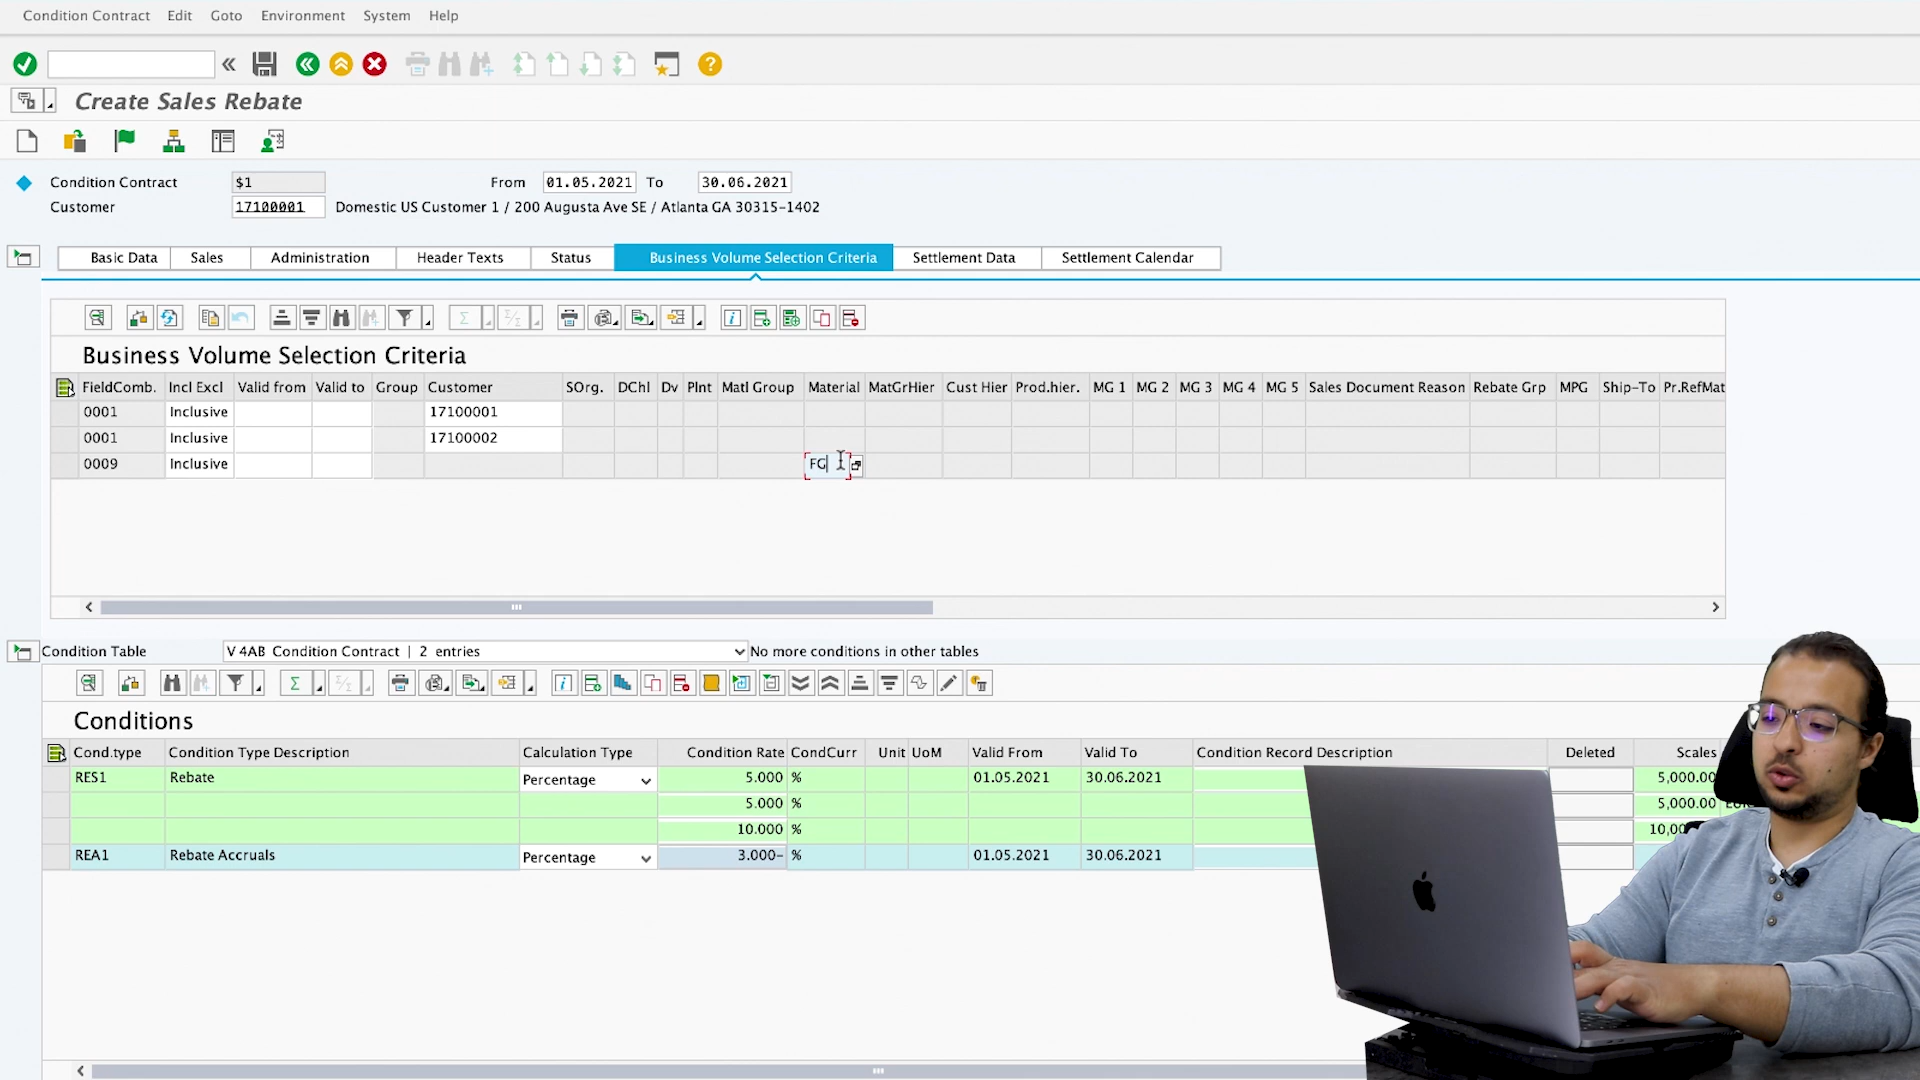 Condition Contract Edit Goto Environment System Help
Create Sales Rebate
Condition Contract $1 From 01.05.2021 To 30.06.2021
Customer 17100001 Domestic US Customer 1 / 200 Augusta Ave SE / Atlanta GA 30315-1402
Basic Data Sales Administration Header Texts Status Business Volume Selection Criteria Settlement Data Settlement Calendar
Business Volume Selection Criteria
FieldComb. Incl Excl Valid from Valid to Group Customer SOrg. DChl Dv Plnt Matl Group Material MatGrHier Cust Hier Prod.hier. MG 1 MG 2 MG 3 MG 4 MG 5 Sales Document Reason Rebate Grp MPG Ship-To Pr.RefMat
0001 Inclusive 17100001
0001 Inclusive 17100002
0009 Inclusive FG
Condition Table V 4AB Condition Contract | 2 entries No more conditions in other tables
Conditions
Cond.type Condition Type Description Calculation Type Condition Rate CondCurr Unit UoM Valid From Valid To Condition Record Description Deleted Scales
RES1 Rebate Percentage 5.000 % 01.05.2021 30.06.2021 5,000.00
5.000 % 5,000.00
10.000 %
REA1 Rebate Accruals Percentage 3.000- % 01.05.2021 30.06.2021